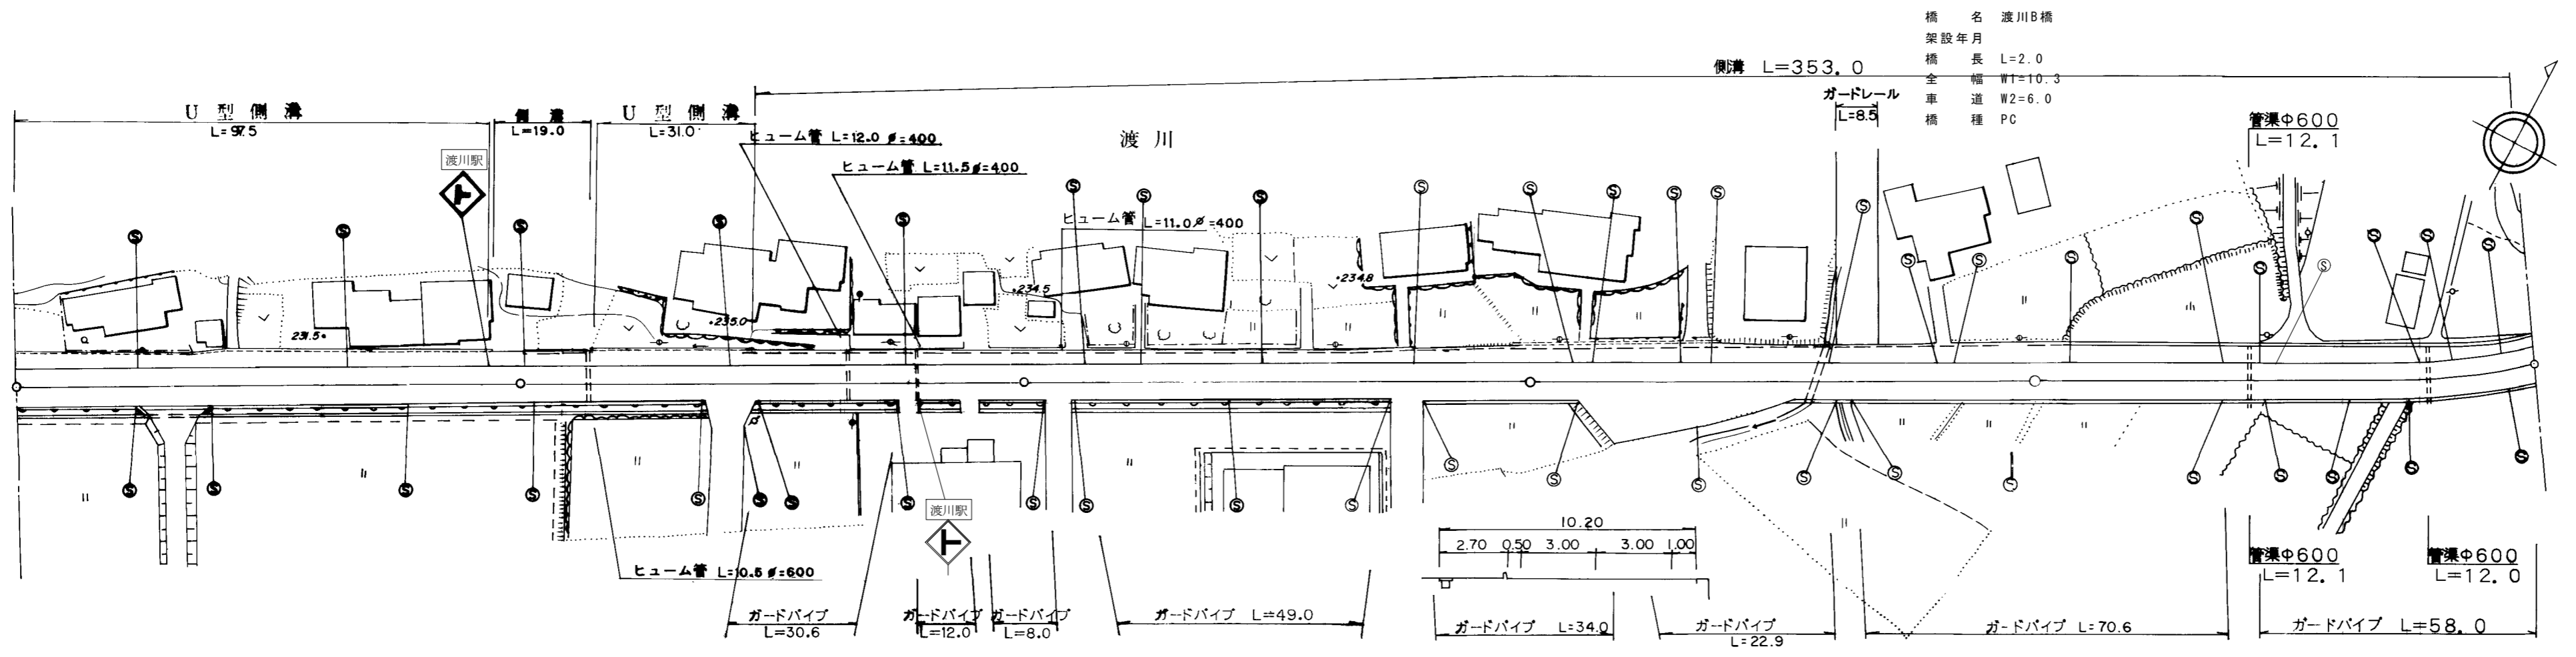 橋 名 渡川B橋
架設年月
橋 長 L=2.0
全 幅 W1=10.3
車 道 W2=6.0
橋 種 PC
側溝 L=353.0
ガードレール
L=8.5
U型側溝
L=97.5
側溝
L=19.0
U型側溝
L=31.0
ヒューム管 L=12.0 φ=400
ヒューム管 L=11.5 φ=400
渡川
管渠Φ600
L=12.1
渡川駅
ヒューム管 L=11.0 φ=400
231.5
235.0
234.5
234.8
渡川駅
ヒューム管 L=10.5 φ=600
10.20
2.70 0.50 3.00 3.00 1.00
管渠Φ600
L=12.1
管渠Φ600
L=12.0
ガードパイプ
L=30.6
ガードパイプ
L=12.0
ガードパイプ
L=8.0
ガードパイプ L=49.0
ガードパイプ L=34.0
ガードパイプ
L=22.9
ガードパイプ L=70.6
ガードパイプ L=58.0